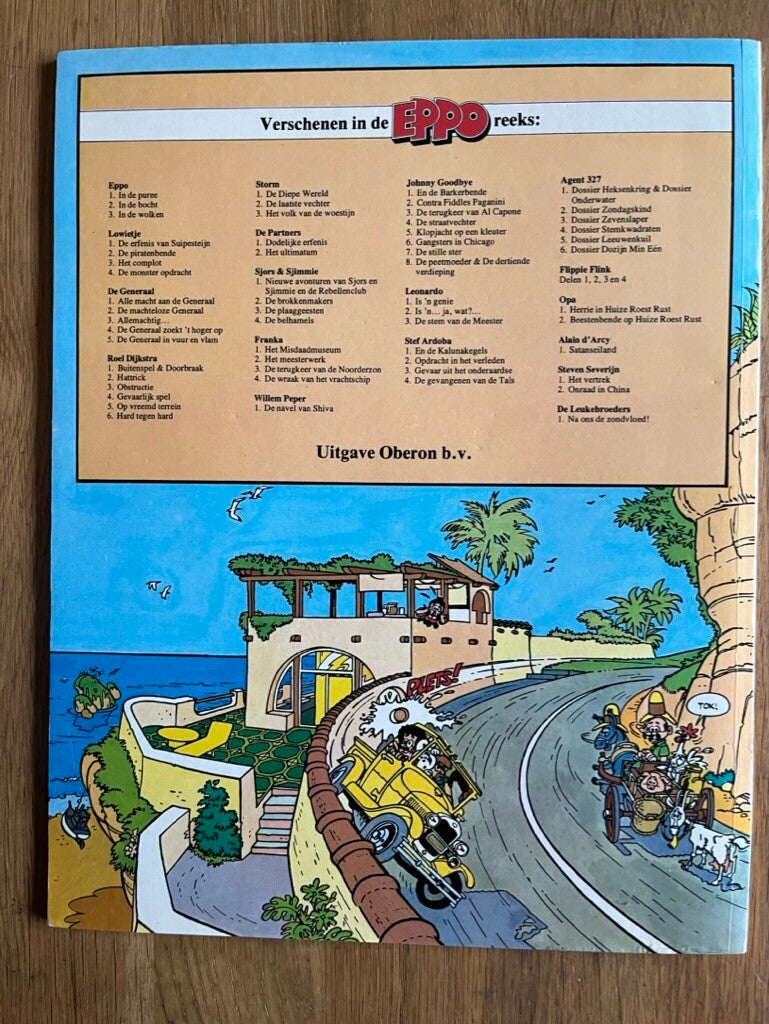 Verschenen in de EPPO reeks:
Eppo
1. In de puree
2. In de bocht
3. In de wolken
Lowietje
1. De erfenis van Suipesteijn
2. De piratenbende
3. Het complot
4. De monster opdracht
De Generaal
1. Alle macht aan de Generaal
2. De machteloze Generaal
3. Allemachtig...
4. De Generaal zoekt 't hoger op
5. De Generaal in vuur en vlam
Roel Dijkstra
1. Buitenspel & Doorbraak
2. Hattrick
3. Obstructie
4. Gevaarlijk spel
5. Op vreemd terrein
6. Hard tegen hard
Storm
1. De Diepe Wereld
2. De laatste vechter
3. Het volk van de woestijn
De Partners
1. Dodelijke erfenis
2. Het ultimatum
Sjors & Sjimmie
1. Nieuwe avonturen van Sjors en
Sjimmie en de Rebellenclub
2. De brokkenmakers
3. De plaaggeesten
4. De belhamels
Franka
1. Het Misdaadmuseum
2. Het meesterwerk
3. De terugkeer van de Noorderzon
4. De wraak van het vrachtschip
Willem Peper
1. De navel van Shiva
Johnny Goodbye
1. En de Barkerbende
2. Contra Fiddles Paganini
3. De terugkeer van Al Capone
4. De straatvechter
5. Klopjacht op een kleuter
6. Gangsters in Chicago
7. De stille ster
8. De peetmoeder & De dertiende
verdieping
Leonardo
1. Is 'n genie
2. Is 'n... ja, wat?...
3. De stem van de Meester
Stef Ardoba
1. En de Kalunakegels
2. Opdracht in het verleden
3. Gevaar uit het onderaardse
4. De gevangenen van de Tals
Agent 327
1. Dossier Heksenkring & Dossier
Onderwater
2. Dossier Zondagskind
3. Dossier Zevenslaper
4. Dossier Stemkwadraten
5. Dossier Leeuwenkuil
6. Dossier Dozijn Min Eén
Flippie Flink
Delen 1, 2, 3 en 4
Opa
1. Herrie in Huize Roest Rust
2. Beestenbende op Huize Roest Rust
Alain d'Arcy
1. Satanseiland
Steven Severijn
1. Het vertrek
2. Onraad in China
De Leukebroeders
1. Na ons de zondvloed!
Uitgave Oberon b.v.
PLETS!
TOK!